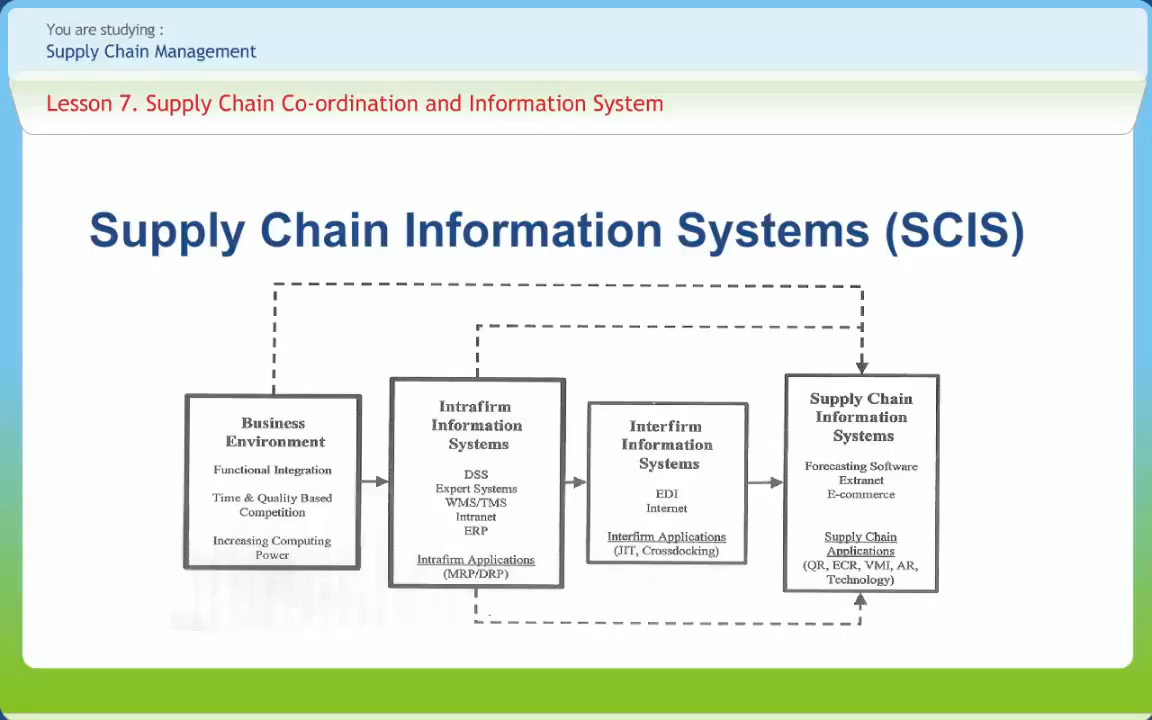 You are studying :
Supply Chain Management
Lesson 7. Supply Chain Co-ordination and Information System
Supply Chain Information Systems (SCIS)
Business
Environment
Functional Integration
Time & Quality Based
Competition
Increasing Computing
Power
Intrafirm
Information
Systems
DSS
Expert Systems
WMS/TMS
Intranet
ERP
Intrafirm Applications
(MRP/DRP)
Interfirm
Information
Systems
EDI
Internet
Interfirm Applications
(JIT, Crossdocking)
Supply Chain
Information
Systems
Forecasting Software
Extranet
E-commerce
Supply Chain
Applications
(QR, ECR, VMI, AR,
Technology)